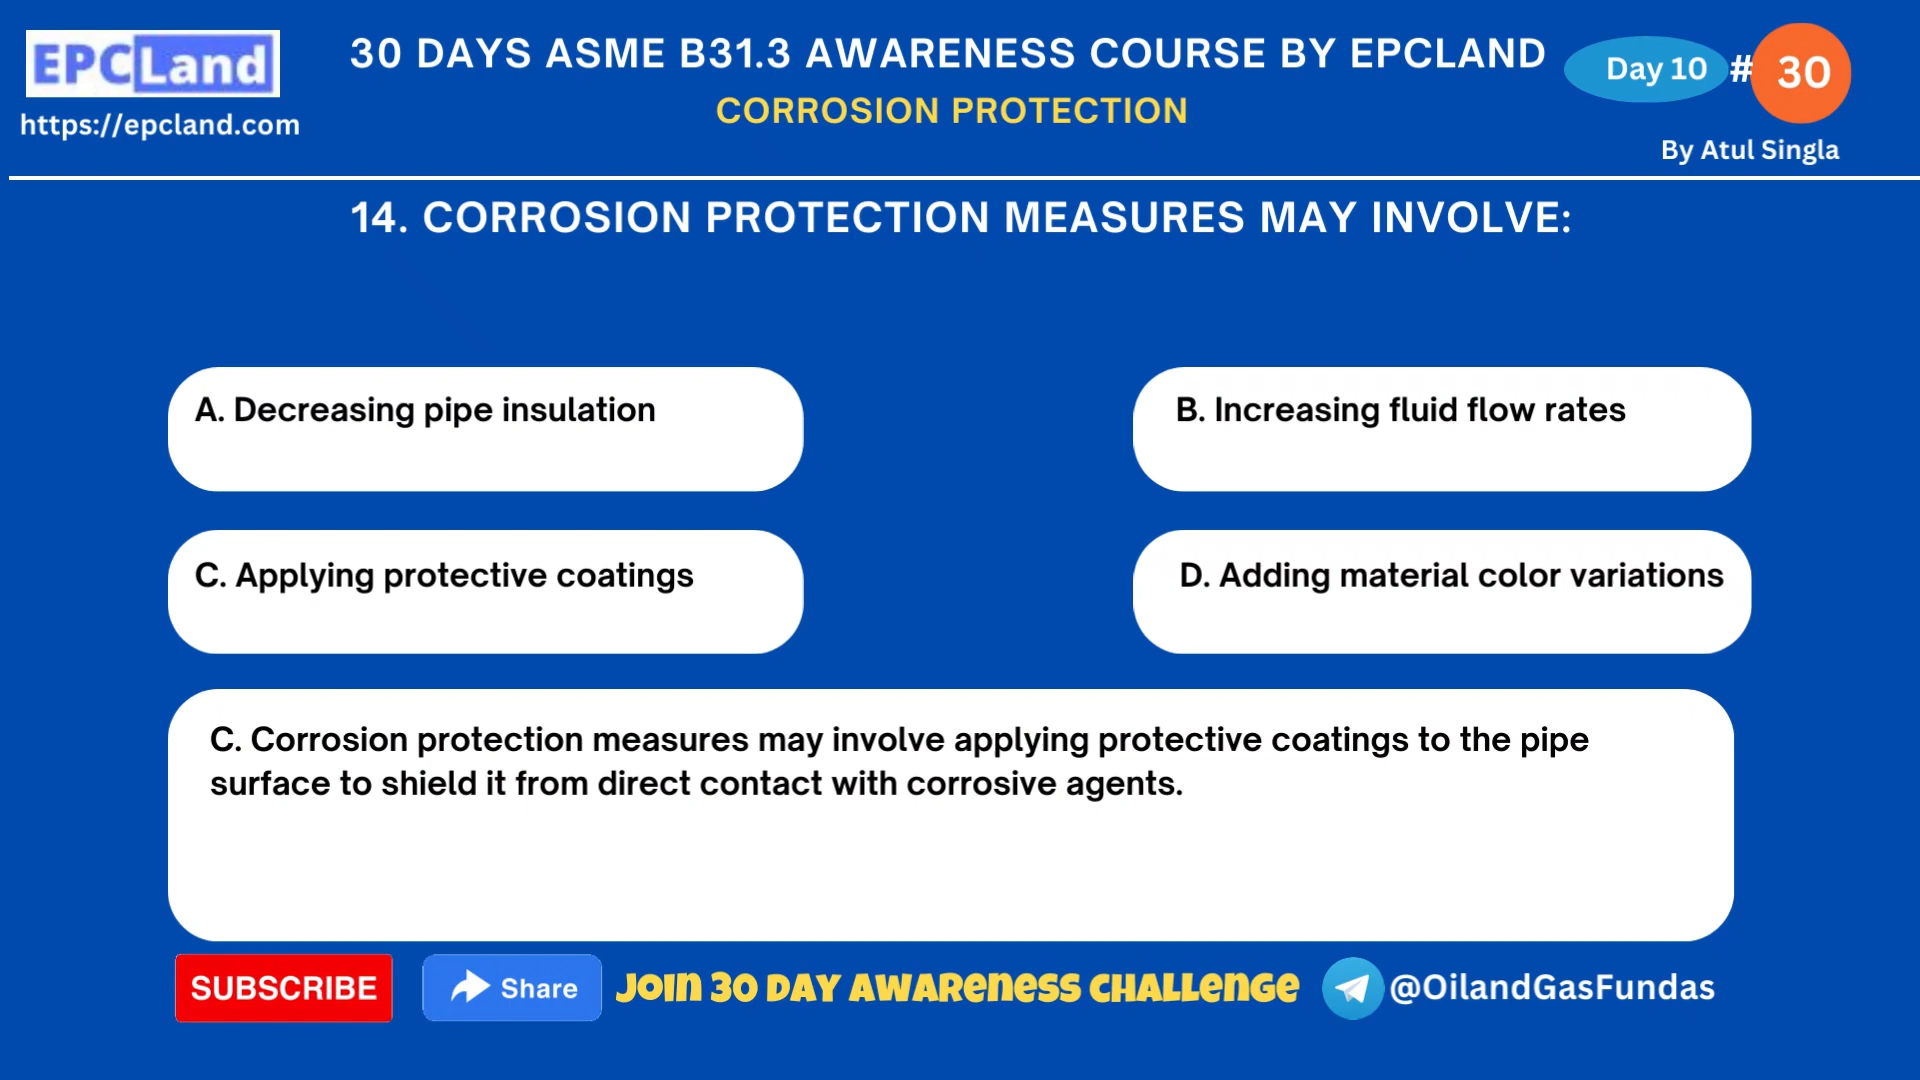 EPCLand
https://epcland.com
30 DAYS ASME B31.3 AWARENESS COURSE BY EPCLAND
CORROSION PROTECTION
Day 10 # 30
By Atul Singla
14. CORROSION PROTECTION MEASURES MAY INVOLVE:
A. Decreasing pipe insulation
B. Increasing fluid flow rates
C. Applying protective coatings
D. Adding material color variations
C. Corrosion protection measures may involve applying protective coatings to the pipe
surface to shield it from direct contact with corrosive agents.
SUBSCRIBE
Share
Join 30 Day Awareness Challenge
@OilandGasFundas